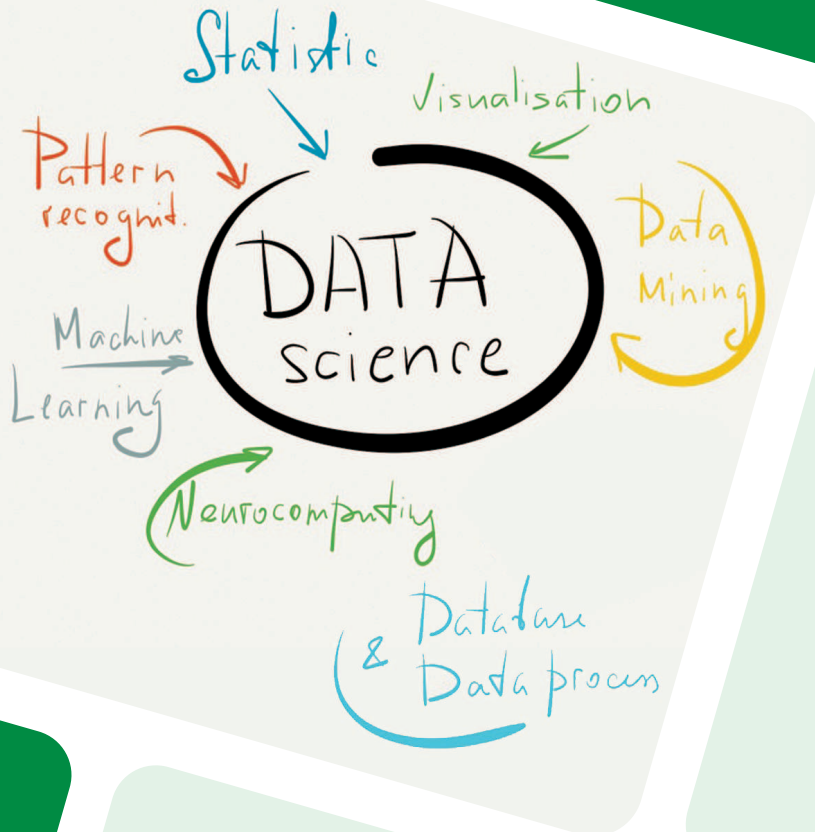 Statistic
Visualisation
Pattern
recognit.
Data
Mining
DATA
science
Machine
Learning
Neurocomputing
Database
&
Data process